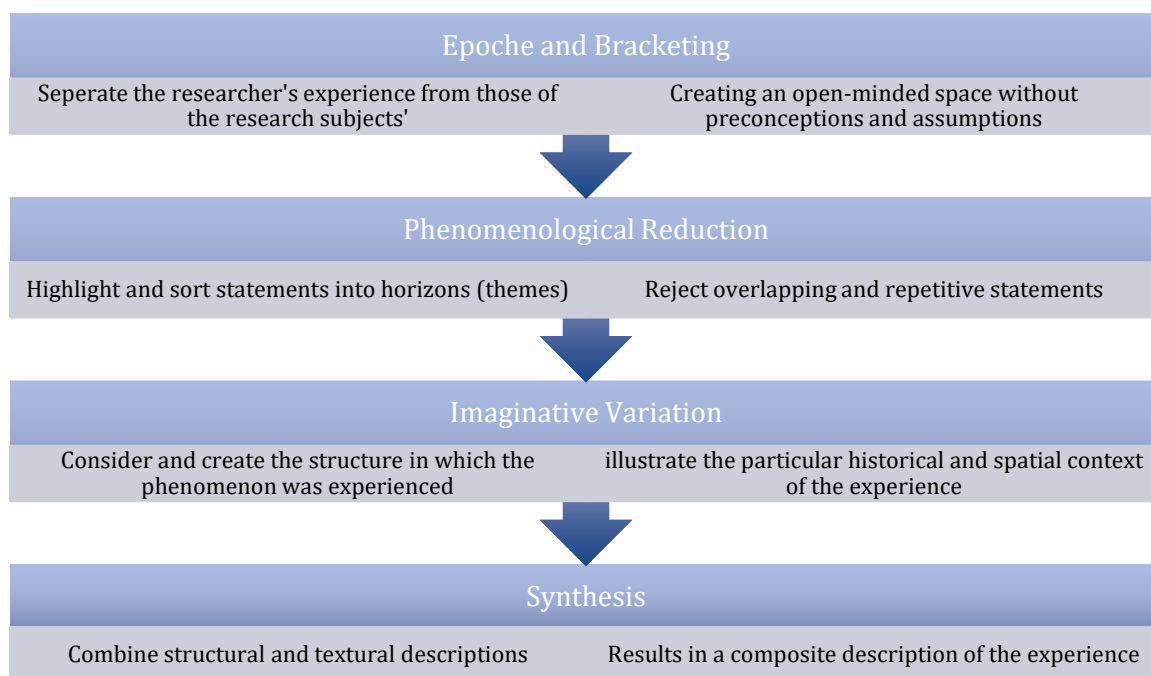 Epoche and Bracketing
Seperate the researcher's experience from those of
the research subjects'
Creating an open-minded space without
preconceptions and assumptions
Phenomenological Reduction
Highlight and sort statements into horizons (themes)
Reject overlapping and repetitive statements
Imaginative Variation
Consider and create the structure in which the
phenomenon was experienced
illustrate the particular historical and spatial context
of the experience
Synthesis
Combine structural and textural descriptions
Results in a composite description of the experience